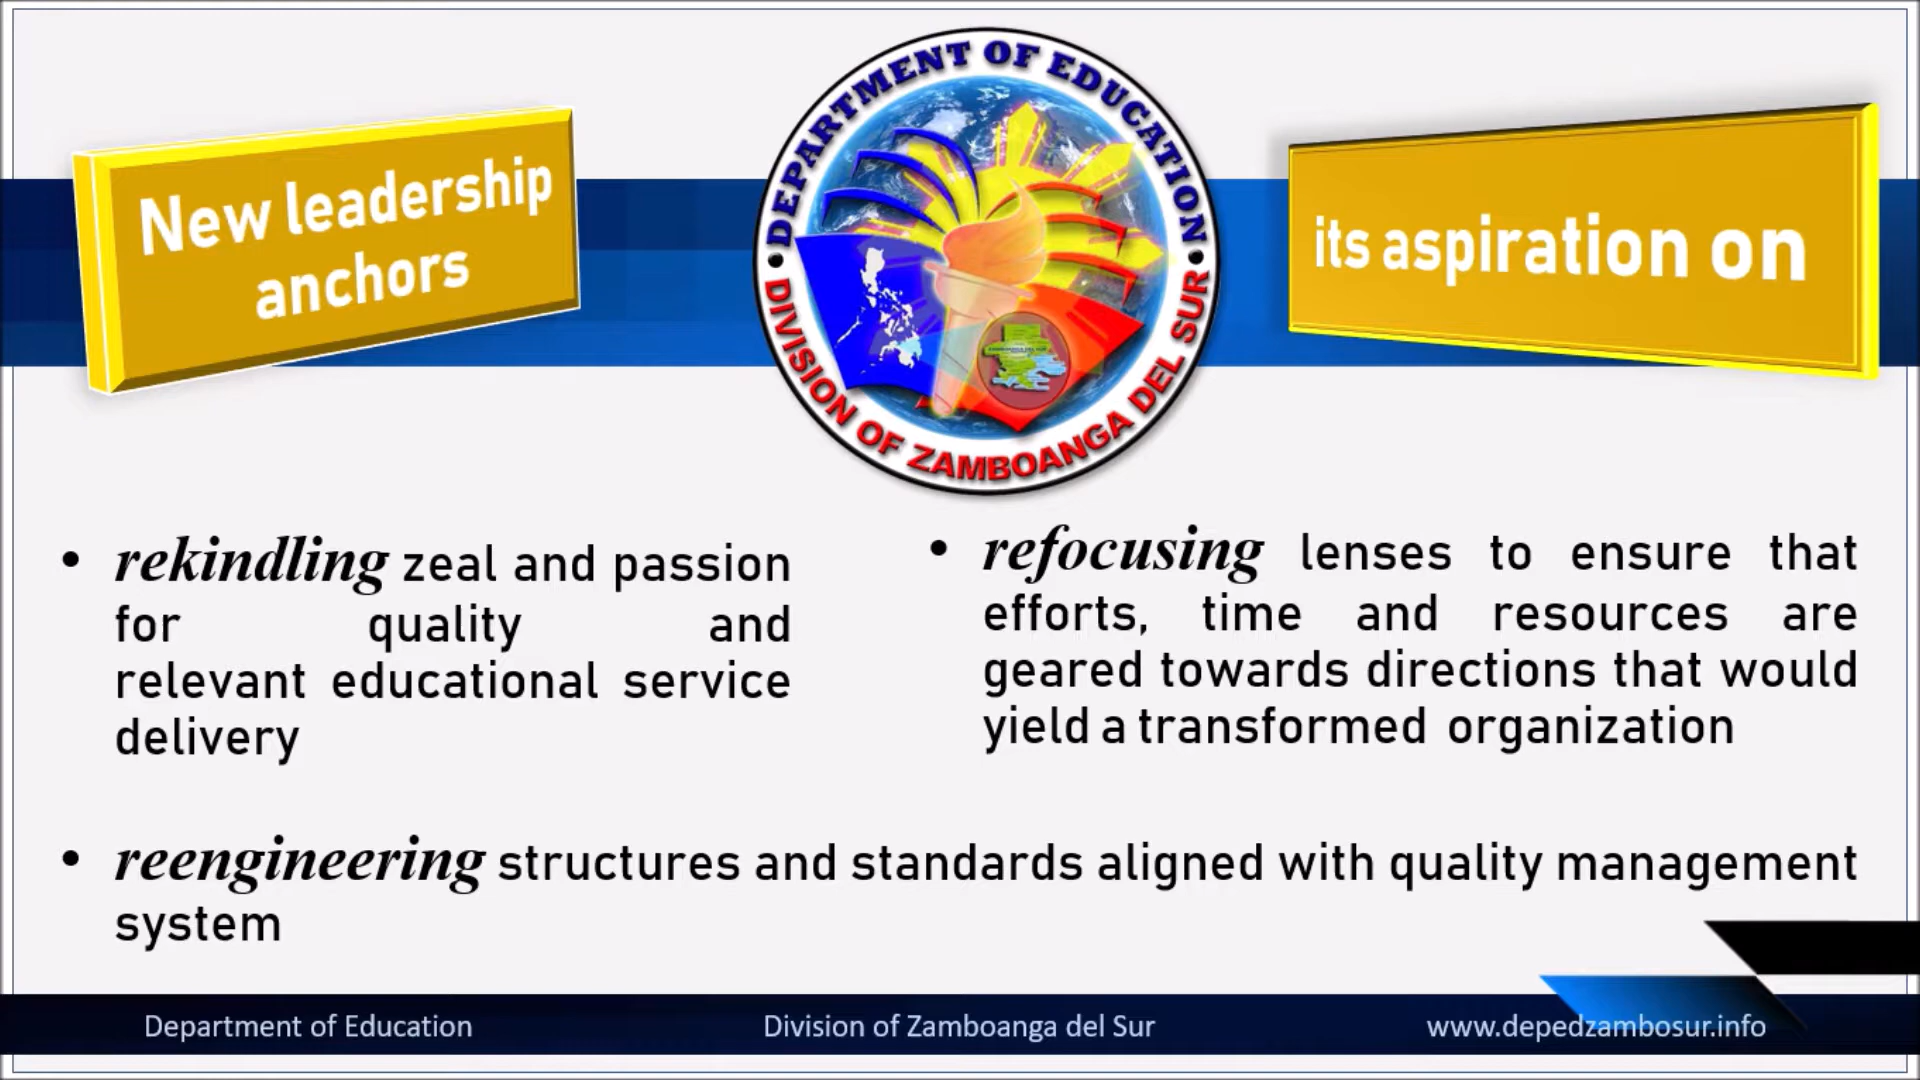 New leadership
anchors
DEPARTMENT OF EDUCATION
DIVISION OF ZAMBOANGA DEL SUR
its aspiration on
• rekindling zeal and passion
for quality and
relevant educational service
delivery
• refocusing lenses to ensure that
efforts, time and resources are
geared towards directions that would
yield a transformed organization
• reengineering structures and standards aligned with quality management
system
Department of Education
Division of Zamboanga del Sur
www.depedzambosur.info